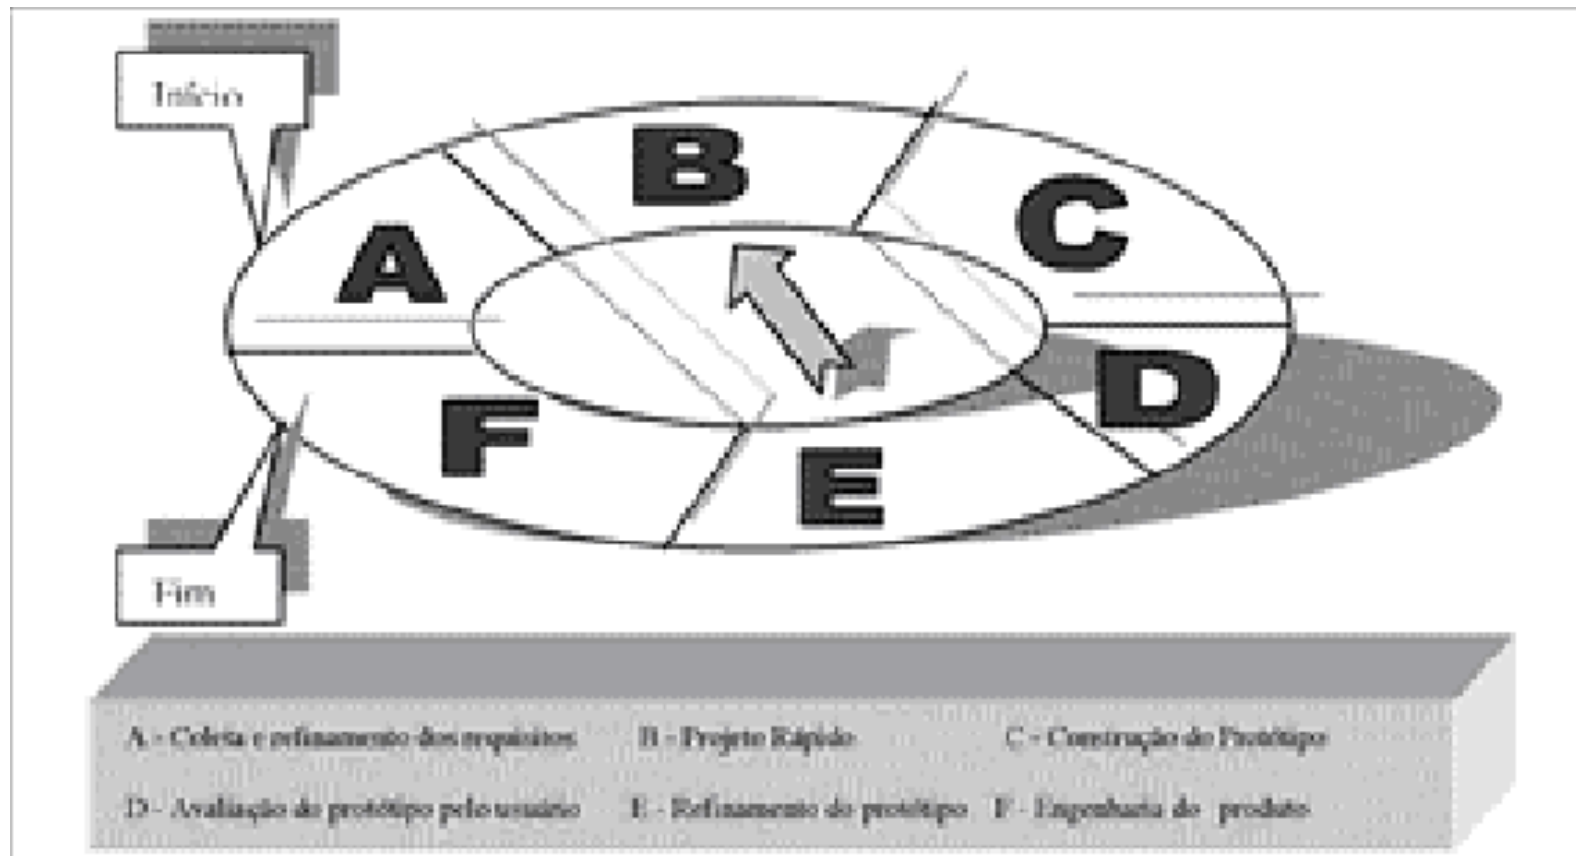 Início
B
C
A
D
F
E
Fim
A - Coleta e refinamento dos requisitos B - Projeto Rápido C - Construção do Protótipo
D - Avaliação do protótipo pelo usuário E - Refinamento do protótipo F - Engenharia do produto